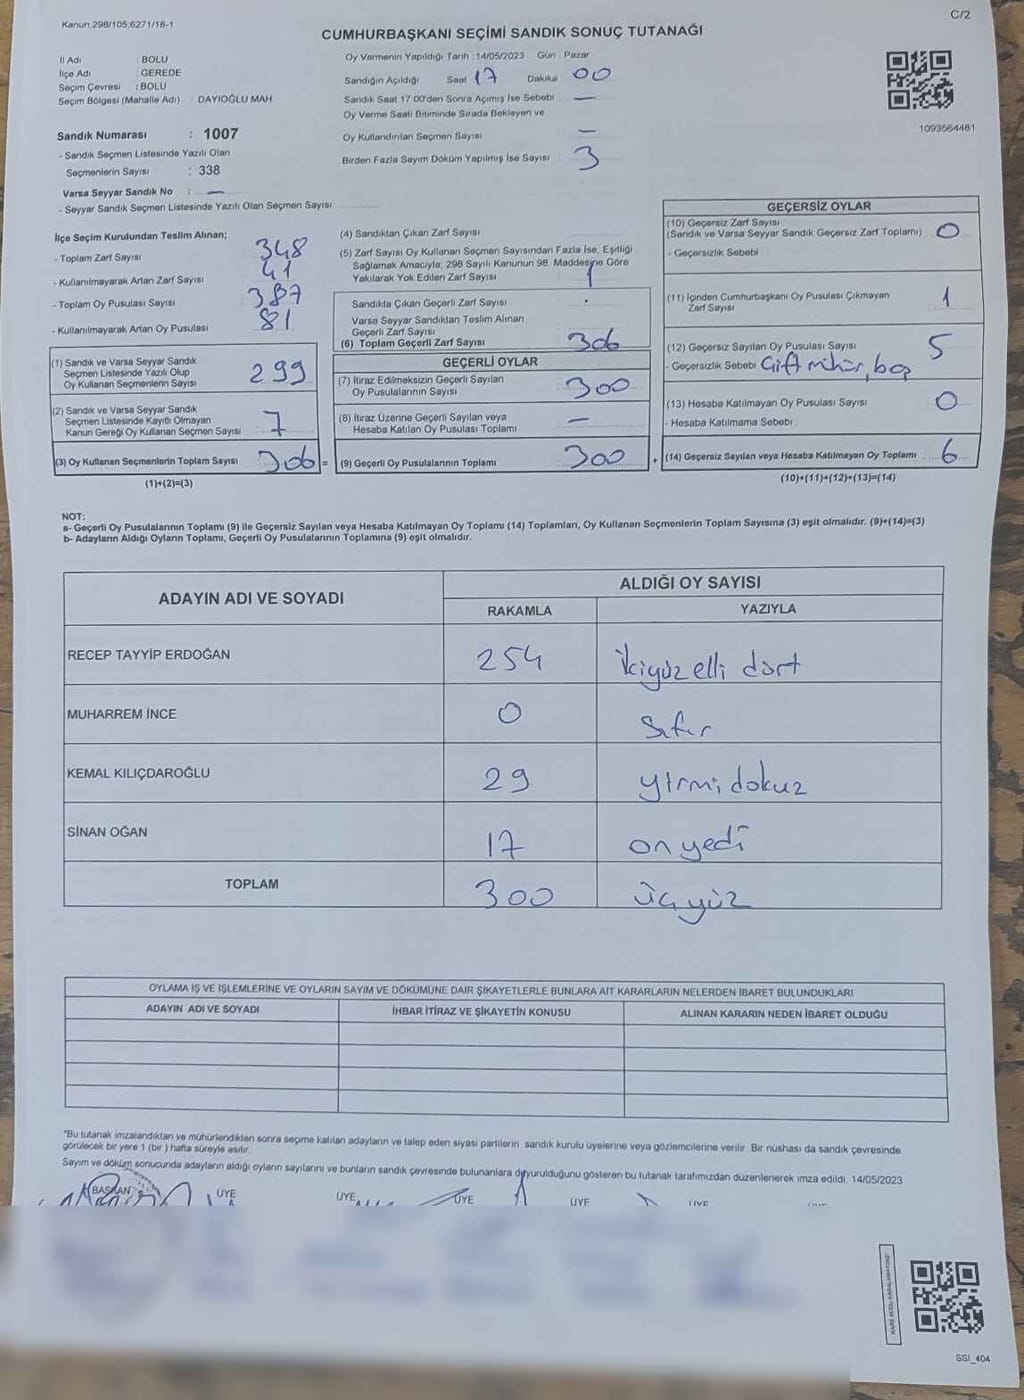 Kanun:298/105,6271/18-1
C/2
CUMHURBAŞKANI SEÇİMİ SANDIK SONUÇ TUTANAĞI
İl Adı : BOLU
İlçe Adı : GEREDE
Seçim Çevresi : BOLU
Seçim Bölgesi (Mahalle Adı) : DAYIOĞLU MAH
Sandık Numarası : 1007
- Sandık Seçmen Listesinde Yazılı Olan
Seçmenlerin Sayısı : 338
Varsa Seyyar Sandık No : —
- Seyyar Sandık Seçmen Listesinde Yazılı Olan Seçmen Sayısı
Oy Vermenin Yapıldığı Tarih : 14/05/2023 Gün : Pazar
Sandığın Açıldığı Saat 17 Dakika 00
Sandık Saat 17 00'den Sonra Açımış İse Sebebi —
Oy Verme Saati Bitiminde Sırada Bekleyen ve
Oy Kullandırılan Seçmen Sayısı —
Birden Fazla Sayım Döküm Yapılmış İse Sayısı 3
1093564461
İlçe Seçim Kurulundan Teslim Alınan;
- Toplam Zarf Sayısı 348
- Kullanılmayarak Artan Zarf Sayısı 41
- Toplam Oy Pusulası Sayısı 387
- Kullanılmayarak Artan Oy Pusulası 81
(1) Sandık ve Varsa Seyyar Sandık
Seçmen Listesinde Yazılı Olup
Oy Kullanan Seçmenlerin Sayısı 299
(2) Sandık ve Varsa Seyyar Sandık
Seçmen Listesinde Kayıtlı Olmayan
Kanun Gereği Oy Kullanan Seçmen Sayısı 7
(3) Oy Kullanan Seçmenlerin Toplam Sayısı 306 =
(1)+(2)=(3)
(4) Sandıktan Çıkan Zarf Sayısı
(5) Zarf Sayısı Oy Kullanan Seçmen Sayısından Fazla İse, Eşitliği
Sağlamak Amacıyla, 298 Sayılı Kanunun 98. Maddesine Göre
Yakılarak Yok Edilen Zarf Sayısı 1
Sandıkta Çıkan Geçerli Zarf Sayısı
Varsa Seyyar Sandıktan Teslim Alınan
Geçerli Zarf Sayısı
(6) Toplam Geçerli Zarf Sayısı 306
GEÇERLİ OYLAR
(7) İtiraz Edilmeksizin Geçerli Sayılan
Oy Pusulalarının Sayısı 300
(8) İtiraz Üzerine Geçerli Sayılan veya
Hesaba Katılan Oy Pusulası Toplamı —
(9) Geçerli Oy Pusulalarının Toplamı 300 +
GEÇERSİZ OYLAR
(10) Geçersiz Zarf Sayısı
(Sandık ve Varsa Seyyar Sandık Geçersiz Zarf Toplamı) 0
- Geçersizlik Sebebi
(11) İçinden Cumhurbaşkanı Oy Pusulası Çıkmayan
Zarf Sayısı 1
(12) Geçersiz Sayılan Oy Pusulası Sayısı 5
- Geçersizlik Sebebi Çift mühür, boş
(13) Hesaba Katılmayan Oy Pusulası Sayısı 0
- Hesaba Katılmama Sebebi :
(14) Geçersiz Sayılan veya Hesaba Katılmayan Oy Toplamı : 6
(10)+(11)+(12)+(13)=(14)
NOT:
a- Geçerli Oy Pusulalarının Toplamı (9) ile Geçersiz Sayılan veya Hesaba Katılmayan Oy Toplamı (14) Toplamları, Oy Kullanan Seçmenlerin Toplam Sayısına (3) eşit olmalıdır. (9)+(14)=(3)
b- Adayların Aldığı Oyların Toplamı, Geçerli Oy Pusulalarının Toplamına (9) eşit olmalıdır.
ADAYIN ADI VE SOYADI
ALDIĞI OY SAYISI
RAKAMLA YAZIYLA
RECEP TAYYİP ERDOĞAN 254 İkiyüz elli dört
MUHARREM İNCE 0 Sıfır
KEMAL KILIÇDAROĞLU 29 yirmi dokuz
SİNAN OĞAN 17 on yedi
TOPLAM 300 üçyüz
OYLAMA İŞ VE İŞLEMLERİNE VE OYLARIN SAYIM VE DÖKÜMÜNE DAİR ŞİKAYETLERLE BUNLARA AİT KARARLARIN NELERDEN İBARET BULUNDUKLARI
ADAYIN ADI VE SOYADI İHBAR İTİRAZ VE ŞİKAYETİN KONUSU ALINAN KARARIN NEDEN İBARET OLDUĞU
"Bu tutanak imzalandıktan ve mühürlendikten sonra seçime katılan adayların ve talep eden siyasi partilerin sandık kurulu üyelerine veya gözlemcilerine verilir. Bir nüshası da sandık çevresinde
görülecek bir yere 1 (bir) hafta süreyle asılır.
Sayım ve döküm sonucunda adayların aldığı oyların sayılarını ve bunların sandık çevresinde bulunanlara duyurulduğunu gösteren bu tutanak tarafımızdan düzenlenerek imza edildi. 14/05/2023
BAŞKAN ÜYE ÜYE ÜYE ÜYE ÜYE
SSI_404